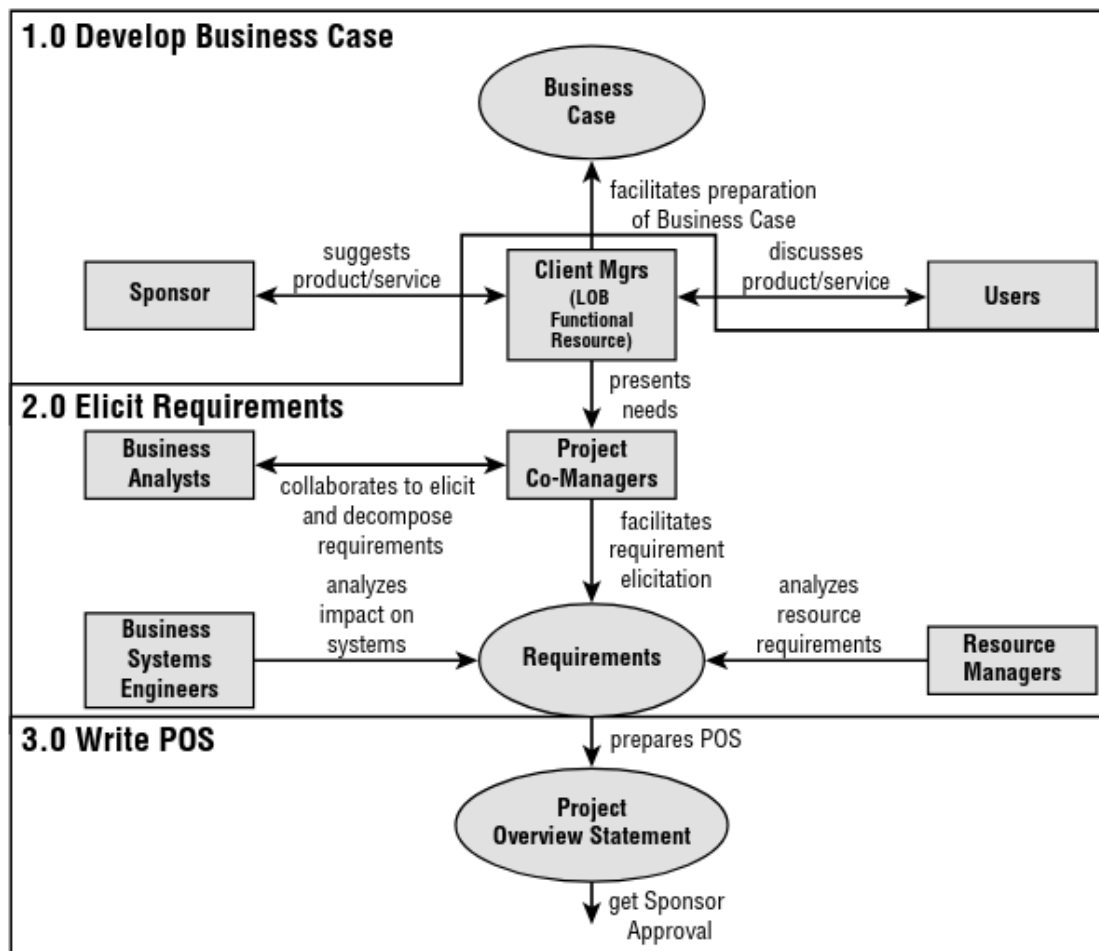 1.0 Develop Business Case
Business
Case
facilitates preparation
of Business Case
suggests
product/service
discusses
product/service
Sponsor
Client Mgrs
(LOB
Functional
Resource)
Users
presents
needs
2.0 Elicit Requirements
Business
Analysts
Project
Co-Managers
collaborates to elicit
and decompose
requirements
facilitates
requirement
elicitation
analyzes
impact on
systems
analyzes
resource
requirements
Business
Systems
Engineers
Requirements
Resource
Managers
3.0 Write POS
prepares POS
Project
Overview Statement
get Sponsor
Approval